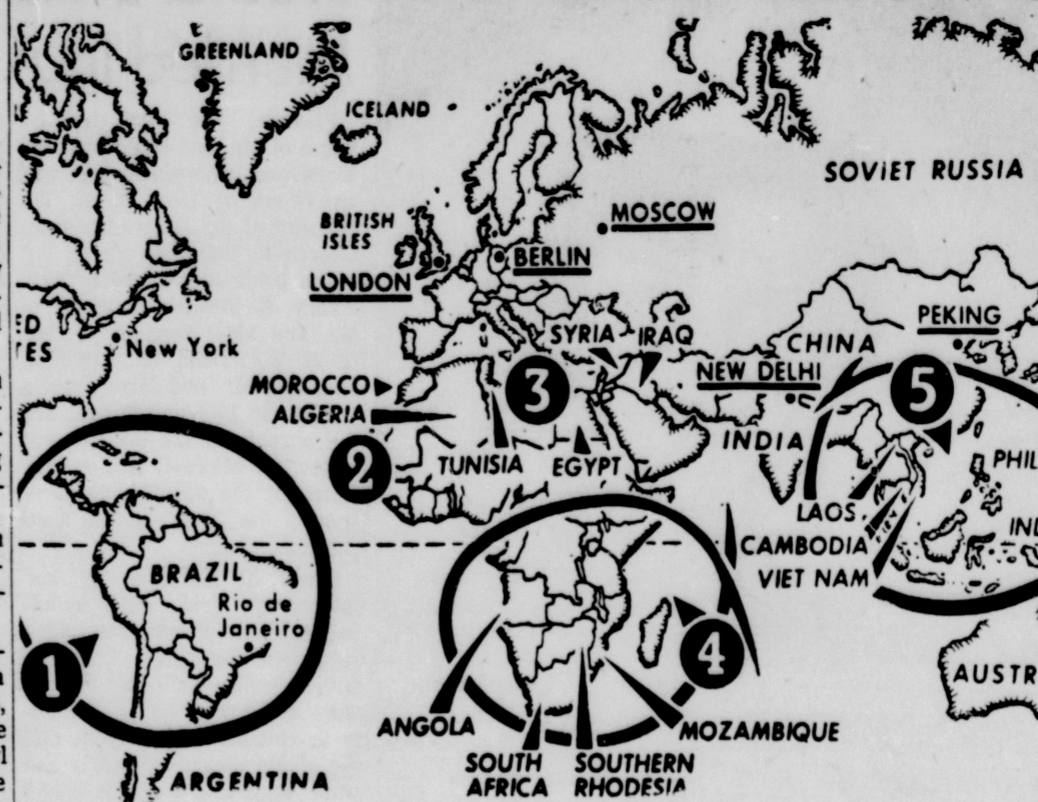 GREENLAND
ICELAND
SOVIET RUSSIA
BRITISH
ISLES
MOSCOW
BERLIN
LONDON
PEKING
ED
TES
New York
SYRIA
IRAQ
CHINA
NEW DELHI
MOROCCO
ALGERIA
3
5
2
TUNISIA
EGYPT
INDIA
PHIL
LAOS
IND
CAMBODIA
VIET NAM
BRAZIL
Rio de
Janeiro
1
4
AUSTR
ANGOLA
MOZAMBIQUE
SOUTH
AFRICA
SOUTHERN
RHODESIA
ARGENTINA